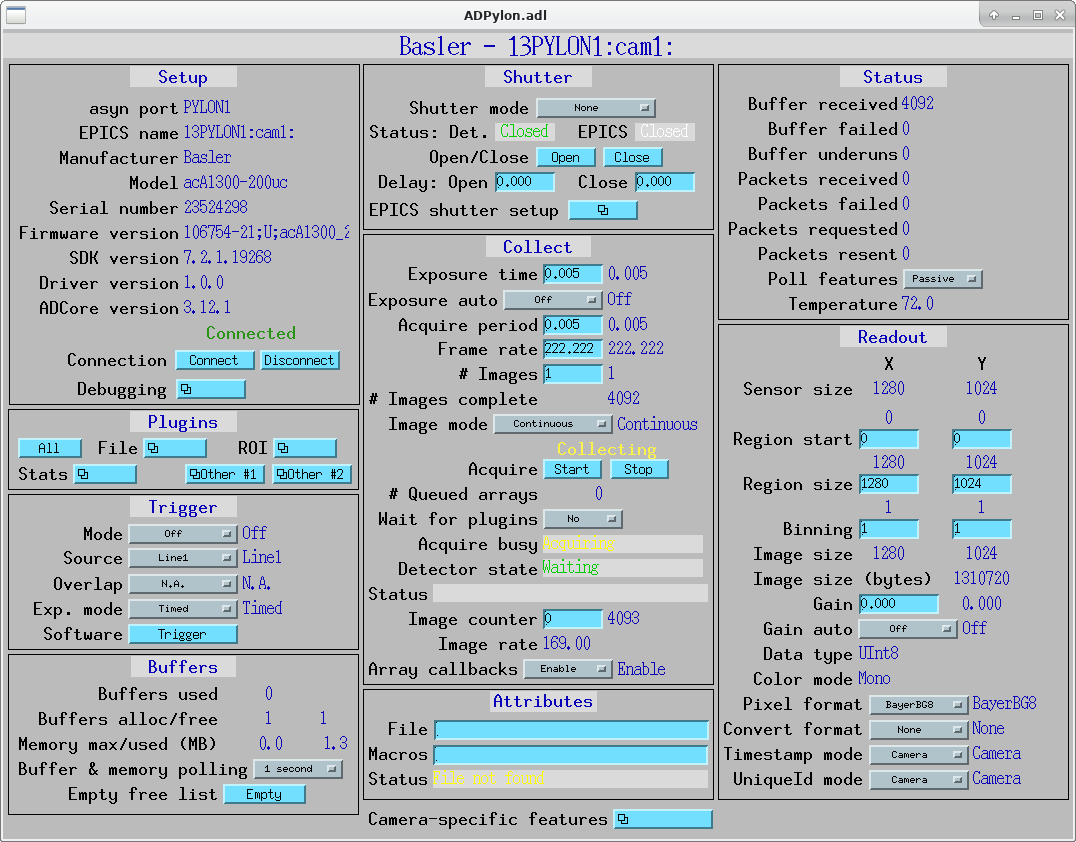 ADPylon.adl
Basler - 13PYLON1:cam1:
Setup
asyn port PYLON1
EPICS name 13PYLON1:cam1:
Manufacturer Basler
Model acA1300-200uc
Serial number 23524298
Firmware version 106754-21;U;acA1300_2
SDK version 7.2.1.19268
Driver version 1.0.0
ADCore version 3.12.1
Connected
Connection Connect Disconnect
Debugging
Plugins
All File ROI
Stats Other #1 Other #2
Trigger
Mode Off Off
Source Line1 Line1
Overlap N.A. N.A.
Exp. mode Timed Timed
Software Trigger
Buffers
Buffers used 0
Buffers alloc/free 1 1
Memory max/used (MB) 0.0 1.3
Buffer & memory polling 1 second
Empty free list Empty
Shutter
Shutter mode None
Status: Det. Closed EPICS Closed
Open/Close Open Close
Delay: Open 0.000 Close 0.000
EPICS shutter setup
Collect
Exposure time 0.005 0.005
Exposure auto Off Off
Acquire period 0.005 0.005
Frame rate 222.222 222.222
# Images 1 1
# Images complete 4092
Image mode Continuous Continuous
Collecting
Acquire Start Stop
# Queued arrays 0
Wait for plugins No
Acquire busy Acquiring
Detector state Waiting
Status
Image counter 0 4093
Image rate 169.00
Array callbacks Enable Enable
Attributes
File
Macros
Status File not found
Camera-specific features
Status
Buffer received 4092
Buffer failed 0
Buffer underuns 0
Packets received 0
Packets failed 0
Packets requested 0
Packets resent 0
Poll features Passive
Temperature 72.0
Readout
X Y
Sensor size 1280 1024
0 0
Region start 0 0
1280 1024
Region size 1280 1024
1 1
Binning 1 1
Image size 1280 1024
Image size (bytes) 1310720
Gain 0.000 0.000
Gain auto Off Off
Data type UInt8
Color mode Mono
Pixel format BayerBG8 BayerBG8
Convert format None None
Timestamp mode Camera Camera
UniqueId mode Camera Camera